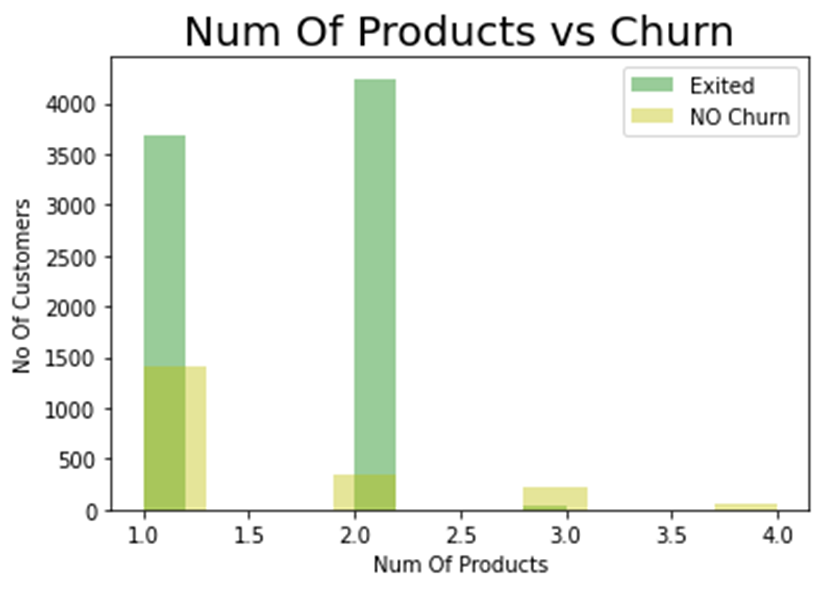 Num Of Products vs Churn
Exited
NO Churn
4000
3500
3000
2500
2000
1500
1000
500
0
No Of Customers
1.0 1.5 2.0 2.5 3.0 3.5 4.0
Num Of Products